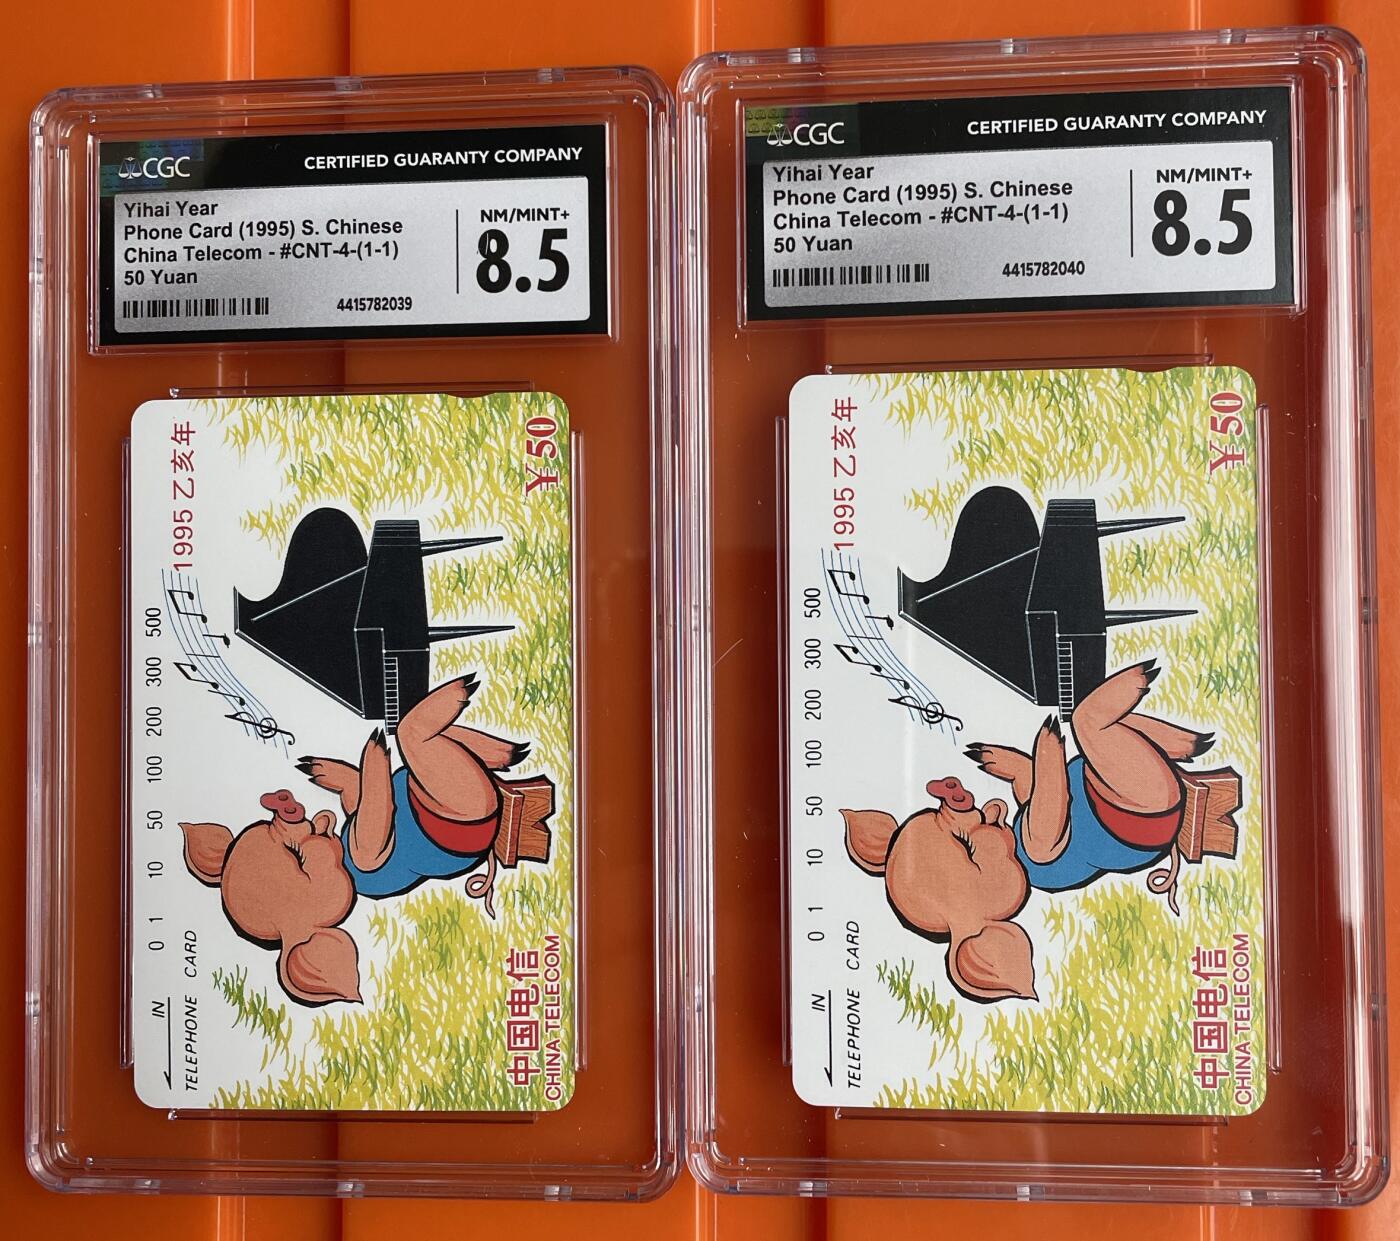 CGC
CERTIFIED GUARANTY COMPANY
Yihai Year
Phone Card (1995) S. Chinese
China Telecom - #CNT-4-(1-1)
50 Yuan
4415782039
NM/MINT+
8.5
1995 乙亥年
¥50
0 1 10 50 100 200 300 500
IN
TELEPHONE CARD
中国电信
CHINA TELECOM
CGC
CERTIFIED GUARANTY COMPANY
Yihai Year
Phone Card (1995) S. Chinese
China Telecom - #CNT-4-(1-1)
50 Yuan
4415782040
NM/MINT+
8.5
1995 乙亥年
¥50
0 1 10 50 100 200 300 500
IN
TELEPHONE CARD
中国电信
CHINA TELECOM